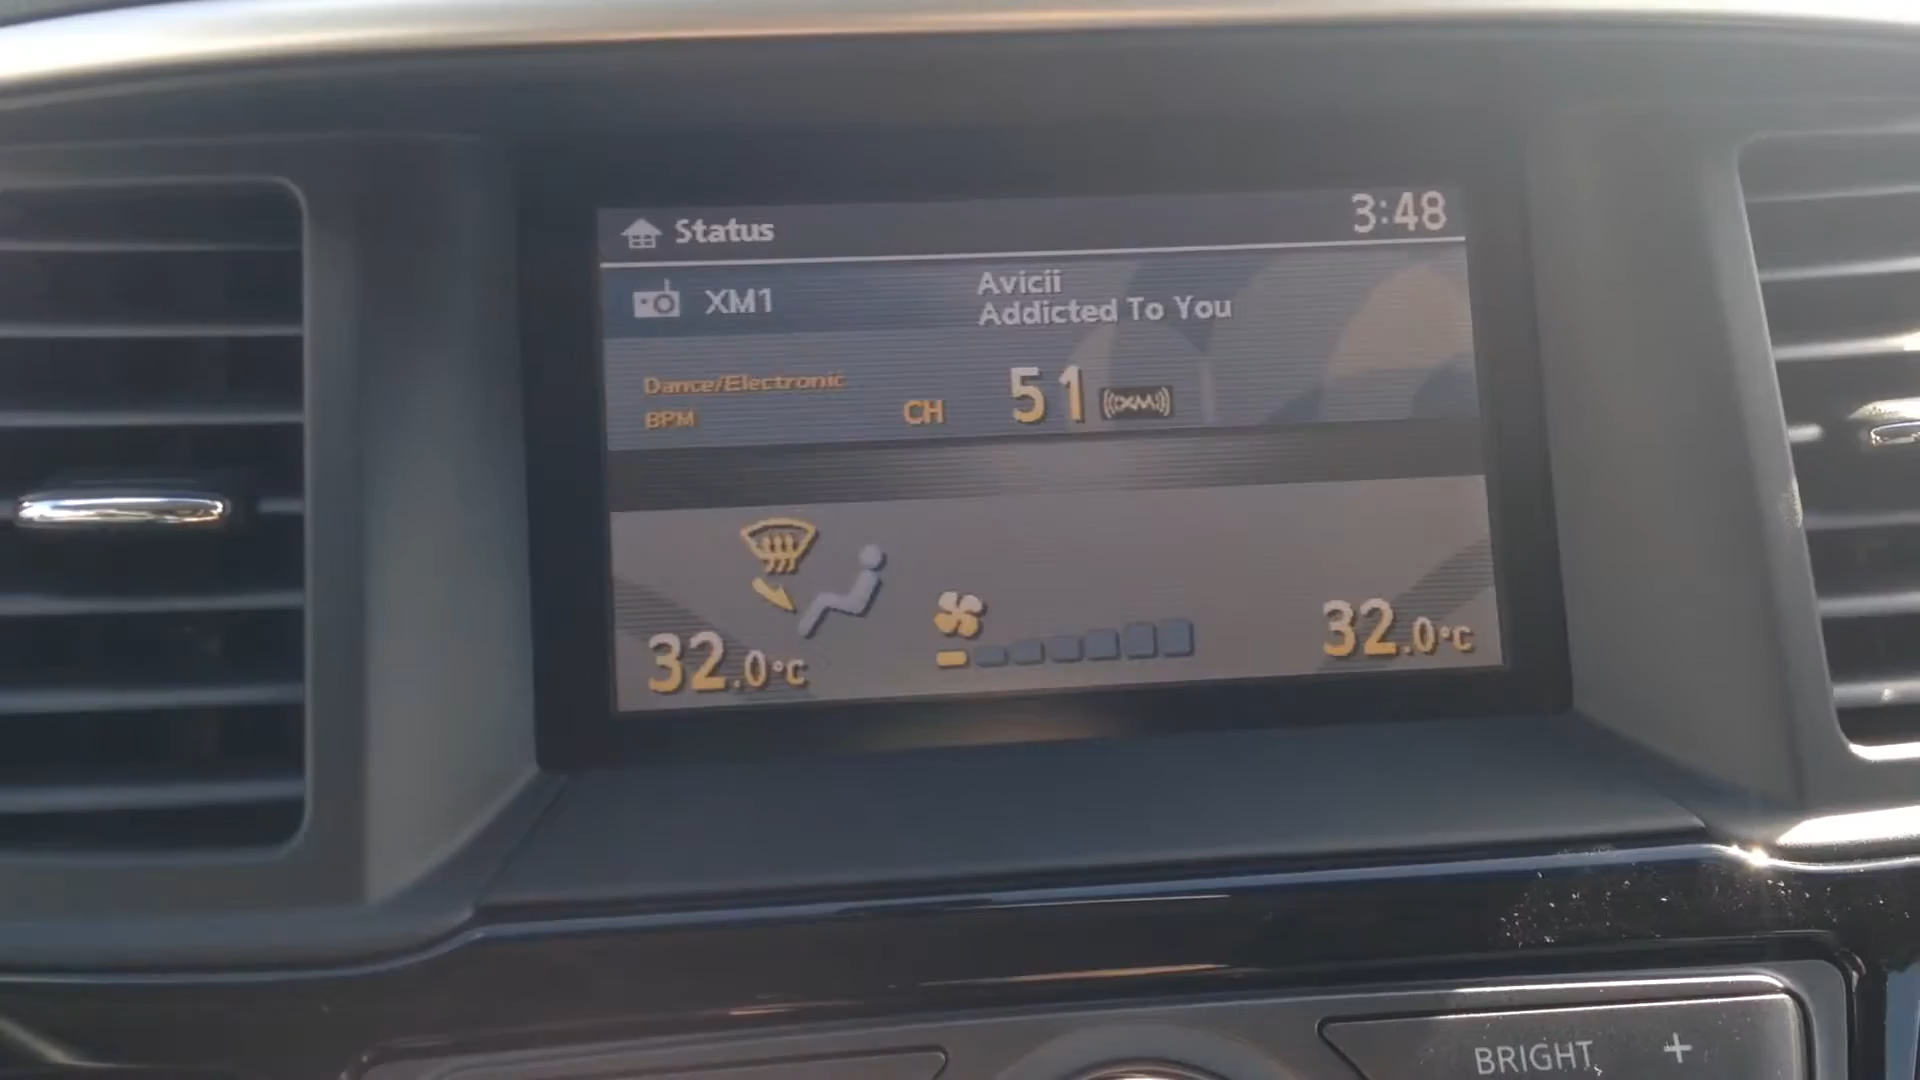 Status
3:48
XM1
Avicii
Addicted To You
Dance/Electronic
BPM
CH 51 ((XM))
32.0°C
32.0°C
BRIGHT +